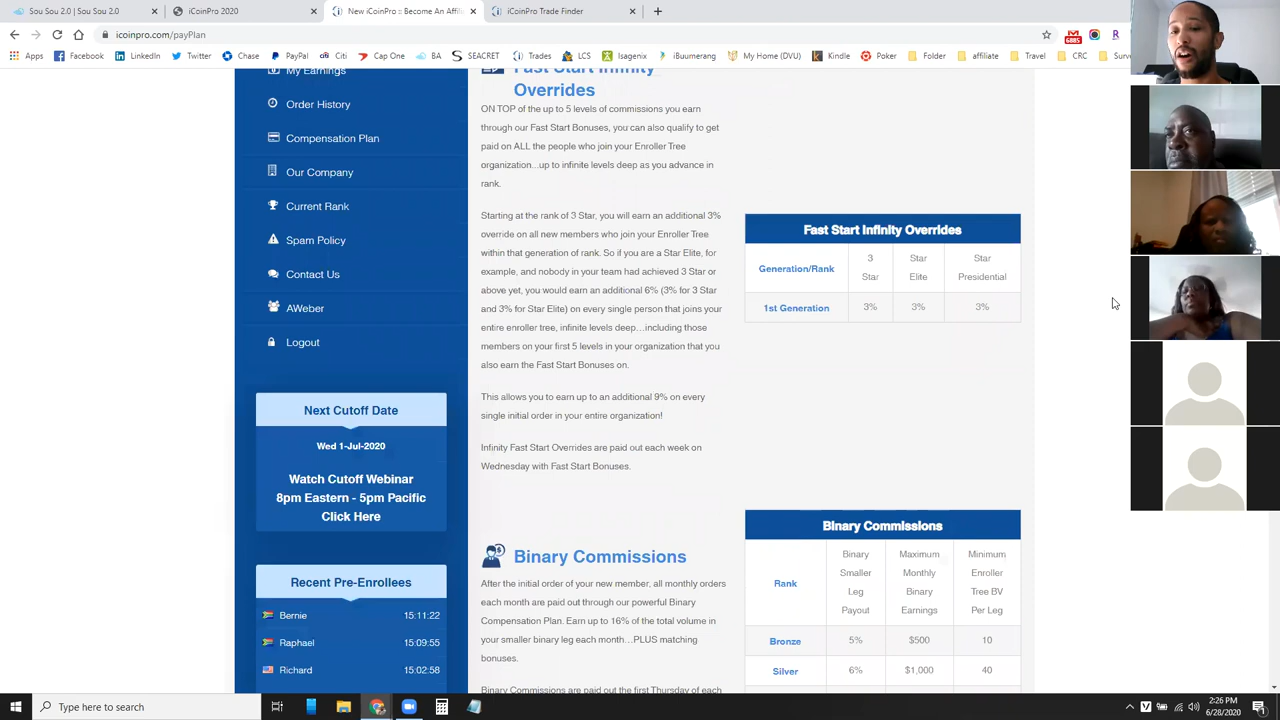 Sou Sou 2.0 | Sou Sou 2.0
iCoinPro 2020
New iCoinPro :: Become An Affili
iCoinPro Trade Finder
icoinpro.com/payPlan
6885
Apps
Facebook
LinkedIn
Twitter
Chase
PayPal
Citi
Cap One
BA
SEACRET
Trades
LCS
Isagenix
iBuumerang
My Home (DVU)
Kindle
Poker
Folder
affiliate
Travel
CRC
Surv
My Earnings
Order History
Compensation Plan
Our Company
Current Rank
Spam Policy
Contact Us
AWeber
Logout
Next Cutoff Date
Wed 1-Jul-2020
Watch Cutoff Webinar
8pm Eastern - 5pm Pacific
Click Here
Recent Pre-Enrollees
Bernie 15:11:22
Raphael 15:09:55
Richard 15:02:58
Fast Start Infinity
Overrides
ON TOP of the up to 5 levels of commissions you earn
through our Fast Start Bonuses, you can also qualify to get
paid on ALL the people who join your Enroller Tree
organization...up to infinite levels deep as you advance in
rank.
Starting at the rank of 3 Star, you will earn an additional 3%
override on all new members who join your Enroller Tree
within that generation of rank. So if you are a Star Elite, for
example, and nobody in your team had achieved 3 Star or
above yet, you would earn an additional 6% (3% for 3 Star
and 3% for Star Elite) on every single person that joins your
entire enroller tree, infinite levels deep...including those
members on your first 5 levels in your organization that you
also earn the Fast Start Bonuses on.
This allows you to earn up to an additional 9% on every
single initial order in your entire organization!
Infinity Fast Start Overrides are paid out each week on
Wednesday with Fast Start Bonuses.
Fast Start Infinity Overrides
Generation/Rank
3
Star
Star
Elite
Star
Presidential
1st Generation 3% 3% 3%
Binary Commissions
After the initial order of your new member, all monthly orders
each month are paid out through our powerful Binary
Compensation Plan. Earn up to 16% of the total volume in
your smaller binary leg each month...PLUS matching
bonuses.
Binary Commissions are paid out the first Thursday of each
Binary Commissions
Rank
Binary
Smaller
Leg
Payout
Maximum
Monthly
Binary
Earnings
Minimum
Enroller
Tree BV
Per Leg
Bronze 5% $500 10
Silver 6% $1,000 40
Type here to search
2:26 PM
6/28/2020